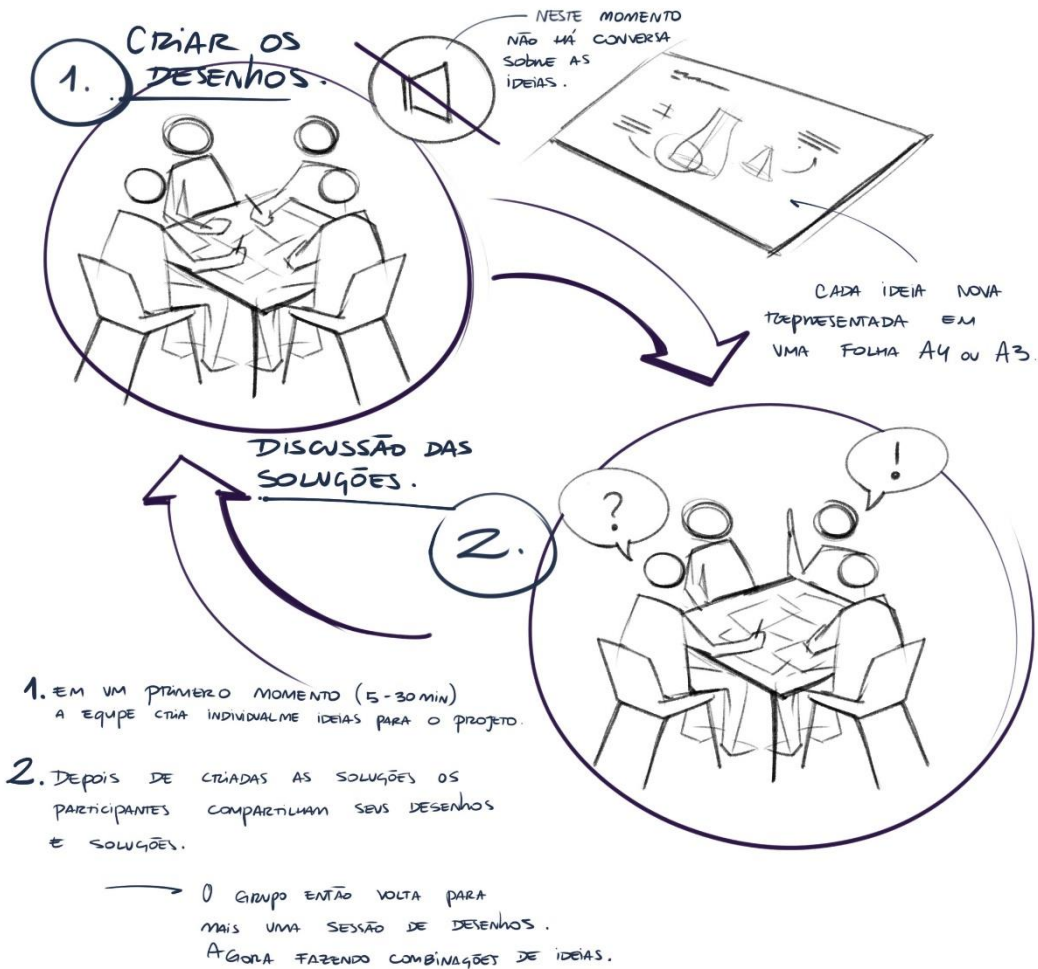 1.
CRIAR OS
DESENHOS.
NESTE MOMENTO
NÃO HÁ CONVERSA
SOBRE AS
IDEIAS.
CADA IDEIA NOVA
REPRESENTADA EM
UMA FOLHA A4 OU A3.
DISCUSSÃO DAS
SOLUÇÕES.
2.
?
!
1. EM UM PRIMERO MOMENTO (5-30 MIN)
A EQUPE CRIA INDIVIDUALME IDEIAS PARA O PROJETO.
2. DEPOIS DE CRIADAS AS SOLUÇÕES OS
PARTICIPANTES COMPARTILHAM SEUS DESENHOS
E SOLUÇÕES.
O GRUPO ENTÃO VOLTA PARA
MAIS UMA SESSÃO DE DESENHOS.
AGORA FAZENDO COMBINAÇÕES DE IDEIAS.